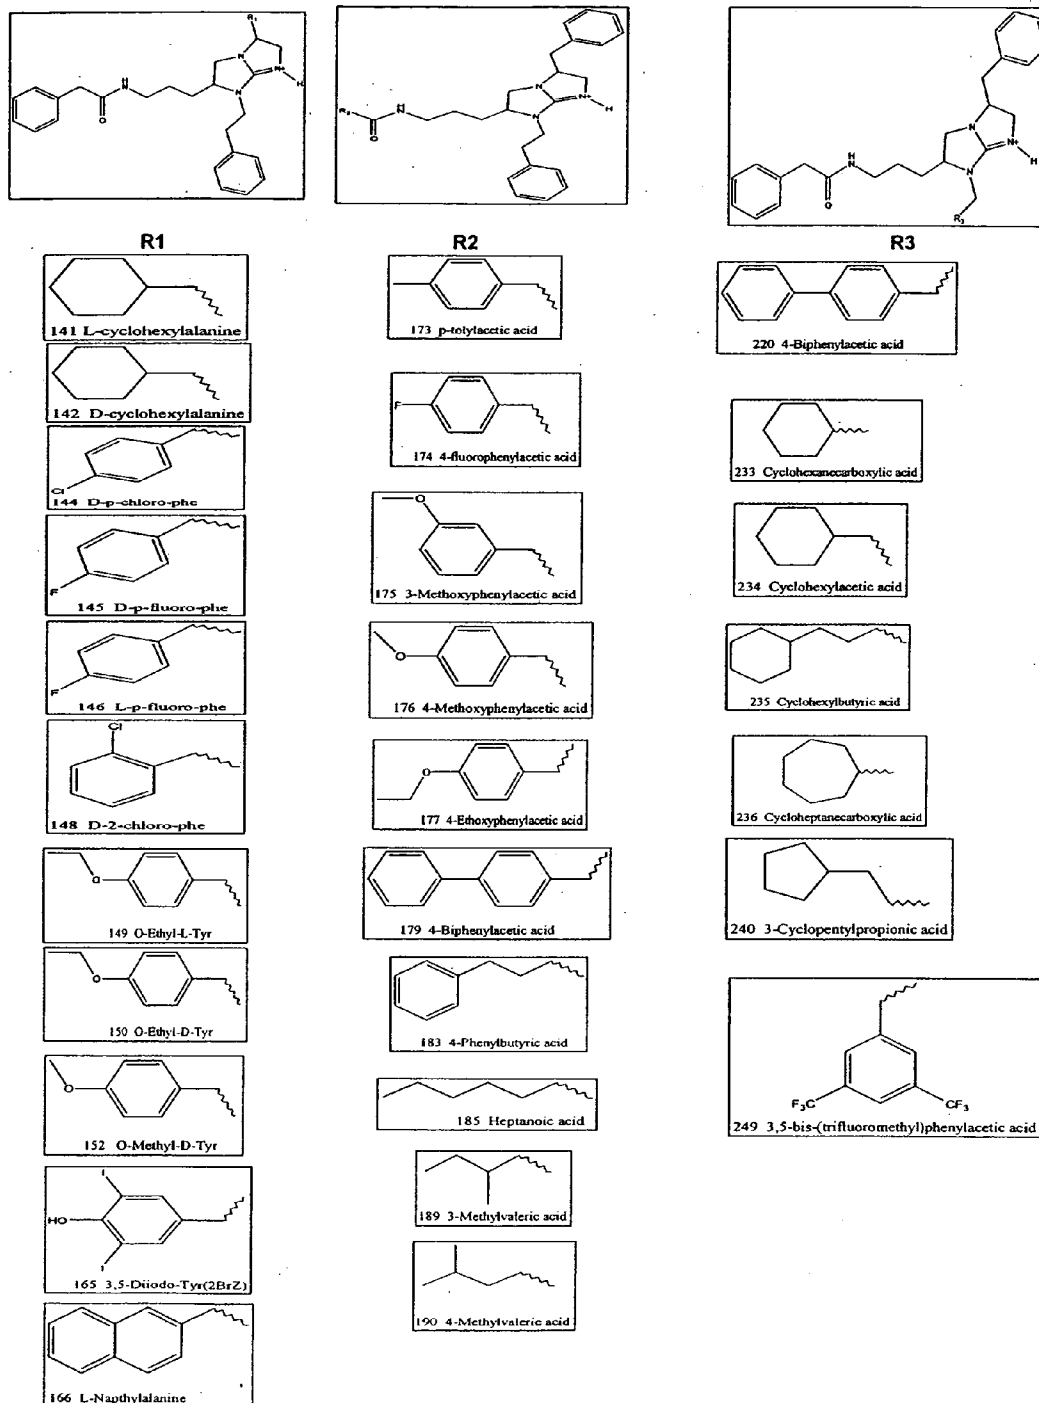 R1
R2
R3
141 L-cyclohexylalanine
142 D-cyclohexylalanine
Cl
144 D-p-chloro-phe
F
145 D-p-fluoro-phe
F
146 L-p-fluoro-phe
Cl
148 D-2-chloro-phe
O
149 O-Ethyl-L-Tyr
O
150 O-Ethyl-D-Tyr
O
152 O-Methyl-D-Tyr
I
HO
I
165 3,5-Diiodo-Tyr(2BrZ)
166 L-Napthylalanine
173 p-tolylacetic acid
F
174 4-fluorophenylacetic acid
O
175 3-Methoxyphenylacetic acid
O
176 4-Methoxyphenylacetic acid
O
177 4-Ethoxyphenylacetic acid
179 4-Biphenylacetic acid
183 4-Phenylbutyric acid
185 Heptanoic acid
189 3-Methylvaleric acid
190 4-Methylvaleric acid
220 4-Biphenylacetic acid
233 Cyclohexanecarboxylic acid
234 Cyclohexylacetic acid
235 Cyclohexylbutyric acid
236 Cycloheptanecarboxylic acid
240 3-Cyclopentylpropionic acid
F3C
CF3
249 3,5-bis-(trifluoromethyl)phenylacetic acid